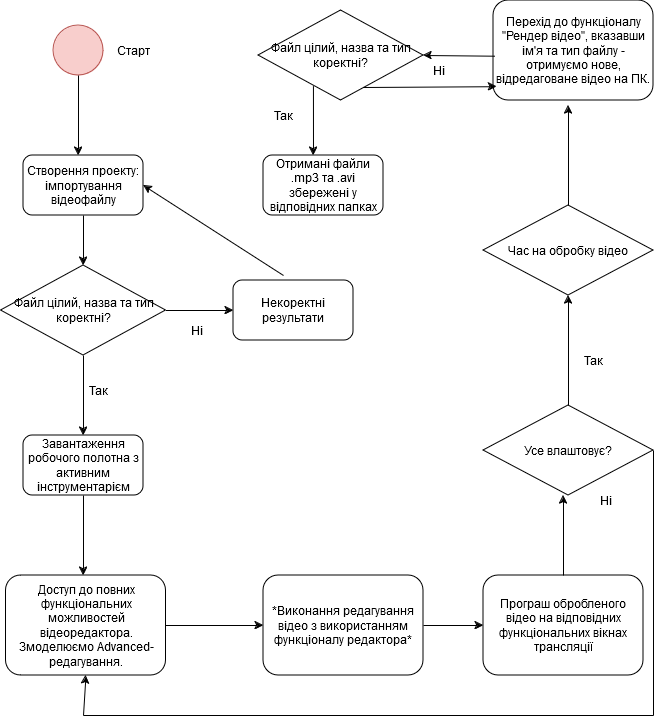 Старт
Створення проекту:
імпортування
відеофайлу
Файл цілий, назва та тип
коректні?
Ні
Некоректні
результати
Так
Завантаження
робочого полотна з
активним
інструментарієм
Доступ до повних
функціональних
можливостей
відеоредактора.
Змоделюємо Advanced-
редагування.
*Виконання редагування
відео з використанням
функціоналу редактора*
Програш обробленого
відео на відповідних
функціональних вікнах
трансляції
Ні
Усе влаштовує?
Так
Час на обробку відео
Перехід до функціоналу
"Рендер відео", вказавши
ім'я та тип файлу -
отримуємо нове,
відредаговане відео на ПК.
Ні
Файл цілий, назва та тип
коректні?
Так
Отримані файли
.mp3 та .avi
збережені у
відповідних папках